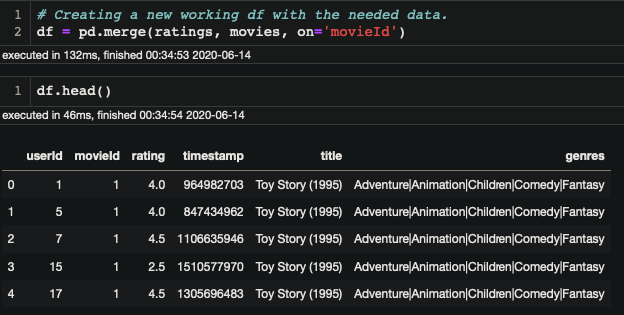 1 # Creating a new working df with the needed data.
2 df = pd.merge(ratings, movies, on='movieId')
executed in 132ms, finished 00:34:53 2020-06-14
1 df.head()
executed in 46ms, finished 00:34:54 2020-06-14
userId movieId rating timestamp title genres
0 1 1 4.0 964982703 Toy Story (1995) Adventure|Animation|Children|Comedy|Fantasy
1 5 1 4.0 847434962 Toy Story (1995) Adventure|Animation|Children|Comedy|Fantasy
2 7 1 4.5 1106635946 Toy Story (1995) Adventure|Animation|Children|Comedy|Fantasy
3 15 1 2.5 1510577970 Toy Story (1995) Adventure|Animation|Children|Comedy|Fantasy
4 17 1 4.5 1305696483 Toy Story (1995) Adventure|Animation|Children|Comedy|Fantasy